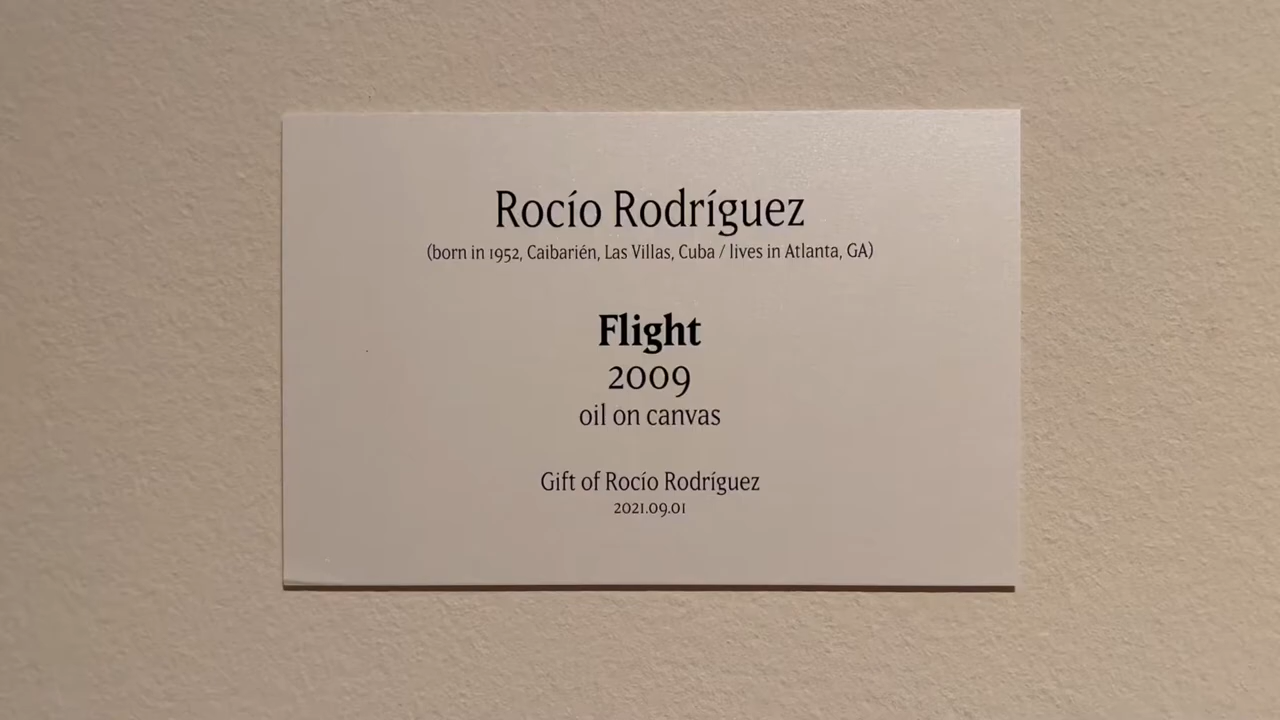 Rocío Rodríguez
(born in 1952, Caibarién, Las Villas, Cuba / lives in Atlanta, GA)
Flight
2009
oil on canvas
Gift of Rocío Rodríguez
2021.09.01